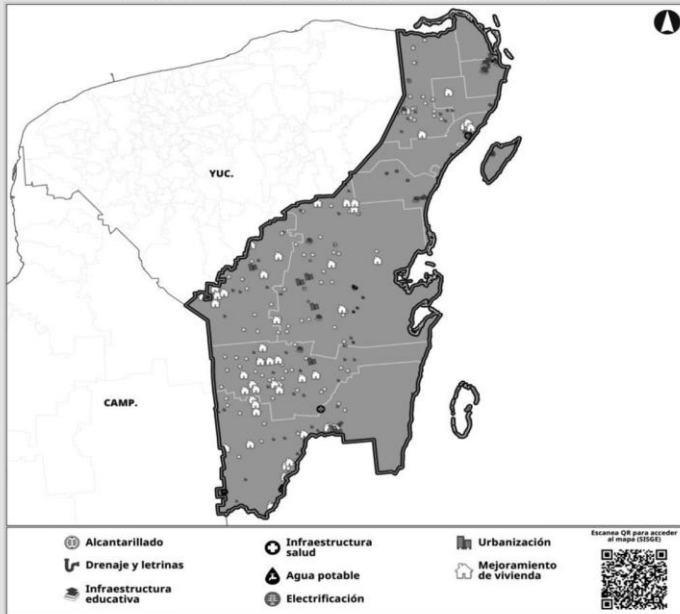 YUC.
CAMP.
Alcantarillado
Drenaje y letrinas
Infraestructura
educativa
Infraestructura
salud
Agua potable
Electrificación
Urbanización
Mejoramiento
de vivienda
Escanea QR para acceder
al mapa (SISGE)